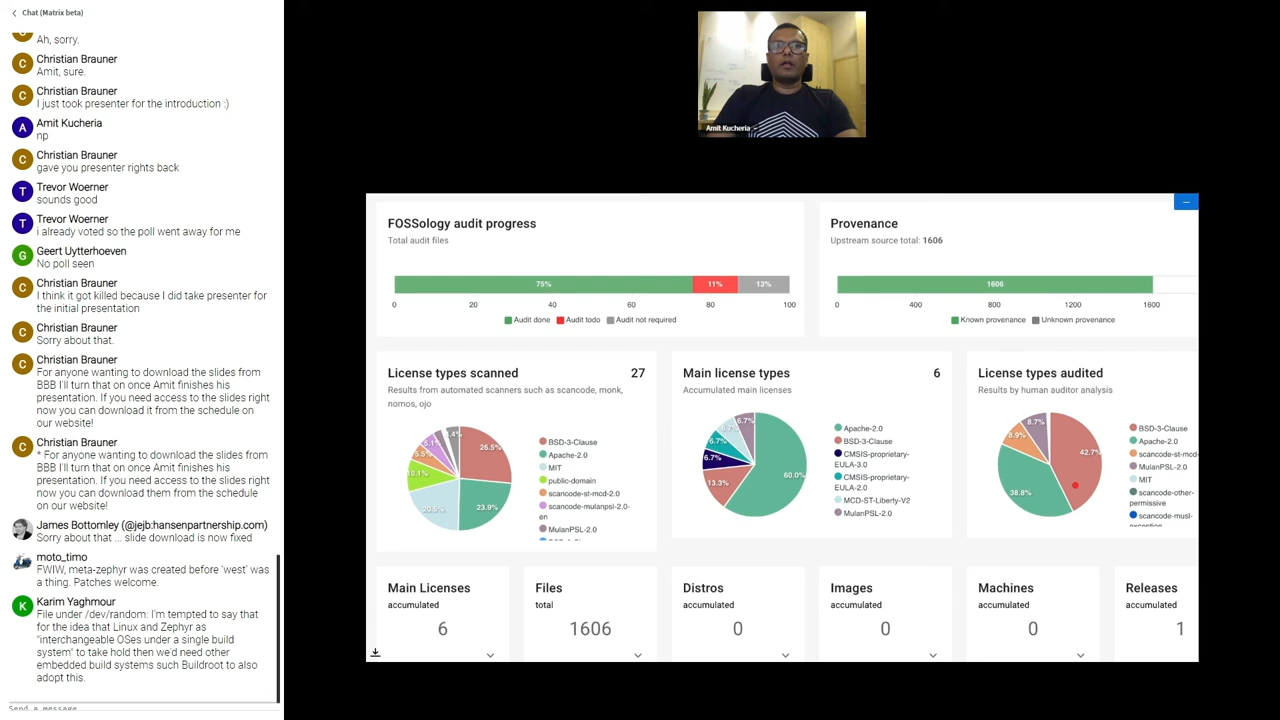 Chat (Matrix beta)
Ah, sorry.
C
Christian Brauner
Amit, sure.
C
Christian Brauner
I just took presenter for the introduction :)
A
Amit Kucheria
np
C
Christian Brauner
gave you presenter rights back
T
Trevor Woerner
sounds good
T
Trevor Woerner
i already voted so the poll went away for me
G
Geert Uytterhoeven
No poll seen
C
Christian Brauner
I think it got killed because I did take presenter for
the initial presentation
C
Christian Brauner
Sorry about that.
C
Christian Brauner
For anyone wanting to download the slides from
BBB I'll turn that on once Amit finishes his
presentation. If you need access to the slides right
now you can download it from the schedule on
our website!
C
Christian Brauner
* For anyone wanting to download the slides from
BBB I'll turn that on once Amit finishes his
presentation. If you need access to the slides right
now you can download them from the schedule
on our website!
James Bottomley (@jejb:hansenpartnership.com)
Sorry about that ... slide download is now fixed
moto_timo
FWIW, meta-zephyr was created before 'west' was
a thing. Patches welcome.
K
Karim Yaghmour
File under /dev/random: I'm tempted to say that
for the idea that Linux and Zephyr as
"interchangeable OSes under a single build
system" to take hold then we'd need other
embedded build systems such Buildroot to also
adopt this.
Send a message
Amit Kucheria
FOSSology audit progress
Total audit files
75%
11%
13%
0 20 40 60 80 100
Audit done Audit todo Audit not required
Provenance
Upstream source total: 1606
1606
0 400 800 1200 1600
Known provenance Unknown provenance
License types scanned 27
Results from automated scanners such as scancode, monk,
nomos, ojo
26.5%
23.9%
20.5%
10.1%
5.5%
5.1%
BSD-3-Clause
Apache-2.0
MIT
public-domain
scancode-st-mcd-2.0
scancode-mulanpsl-2.0-
en
MulanPSL-2.0
Main license types 6
Accumulated main licenses
60.0%
13.3%
6.7%
6.7%
6.7%
6.7%
Apache-2.0
BSD-3-Clause
CMSIS-proprietary-
EULA-3.0
CMSIS-proprietary-
EULA-2.0
MCD-ST-Liberty-V2
MulanPSL-2.0
License types audited
Results by human auditor analysis
42.7%
38.8%
8.9%
8.7%
BSD-3-Clause
Apache-2.0
scancode-st-mcd-
MulanPSL-2.0
MIT
scancode-other-
permissive
scancode-musl-
exception
Main Licenses
accumulated
6
Files
total
1606
Distros
accumulated
0
Images
accumulated
0
Machines
accumulated
0
Releases
accumulated
1